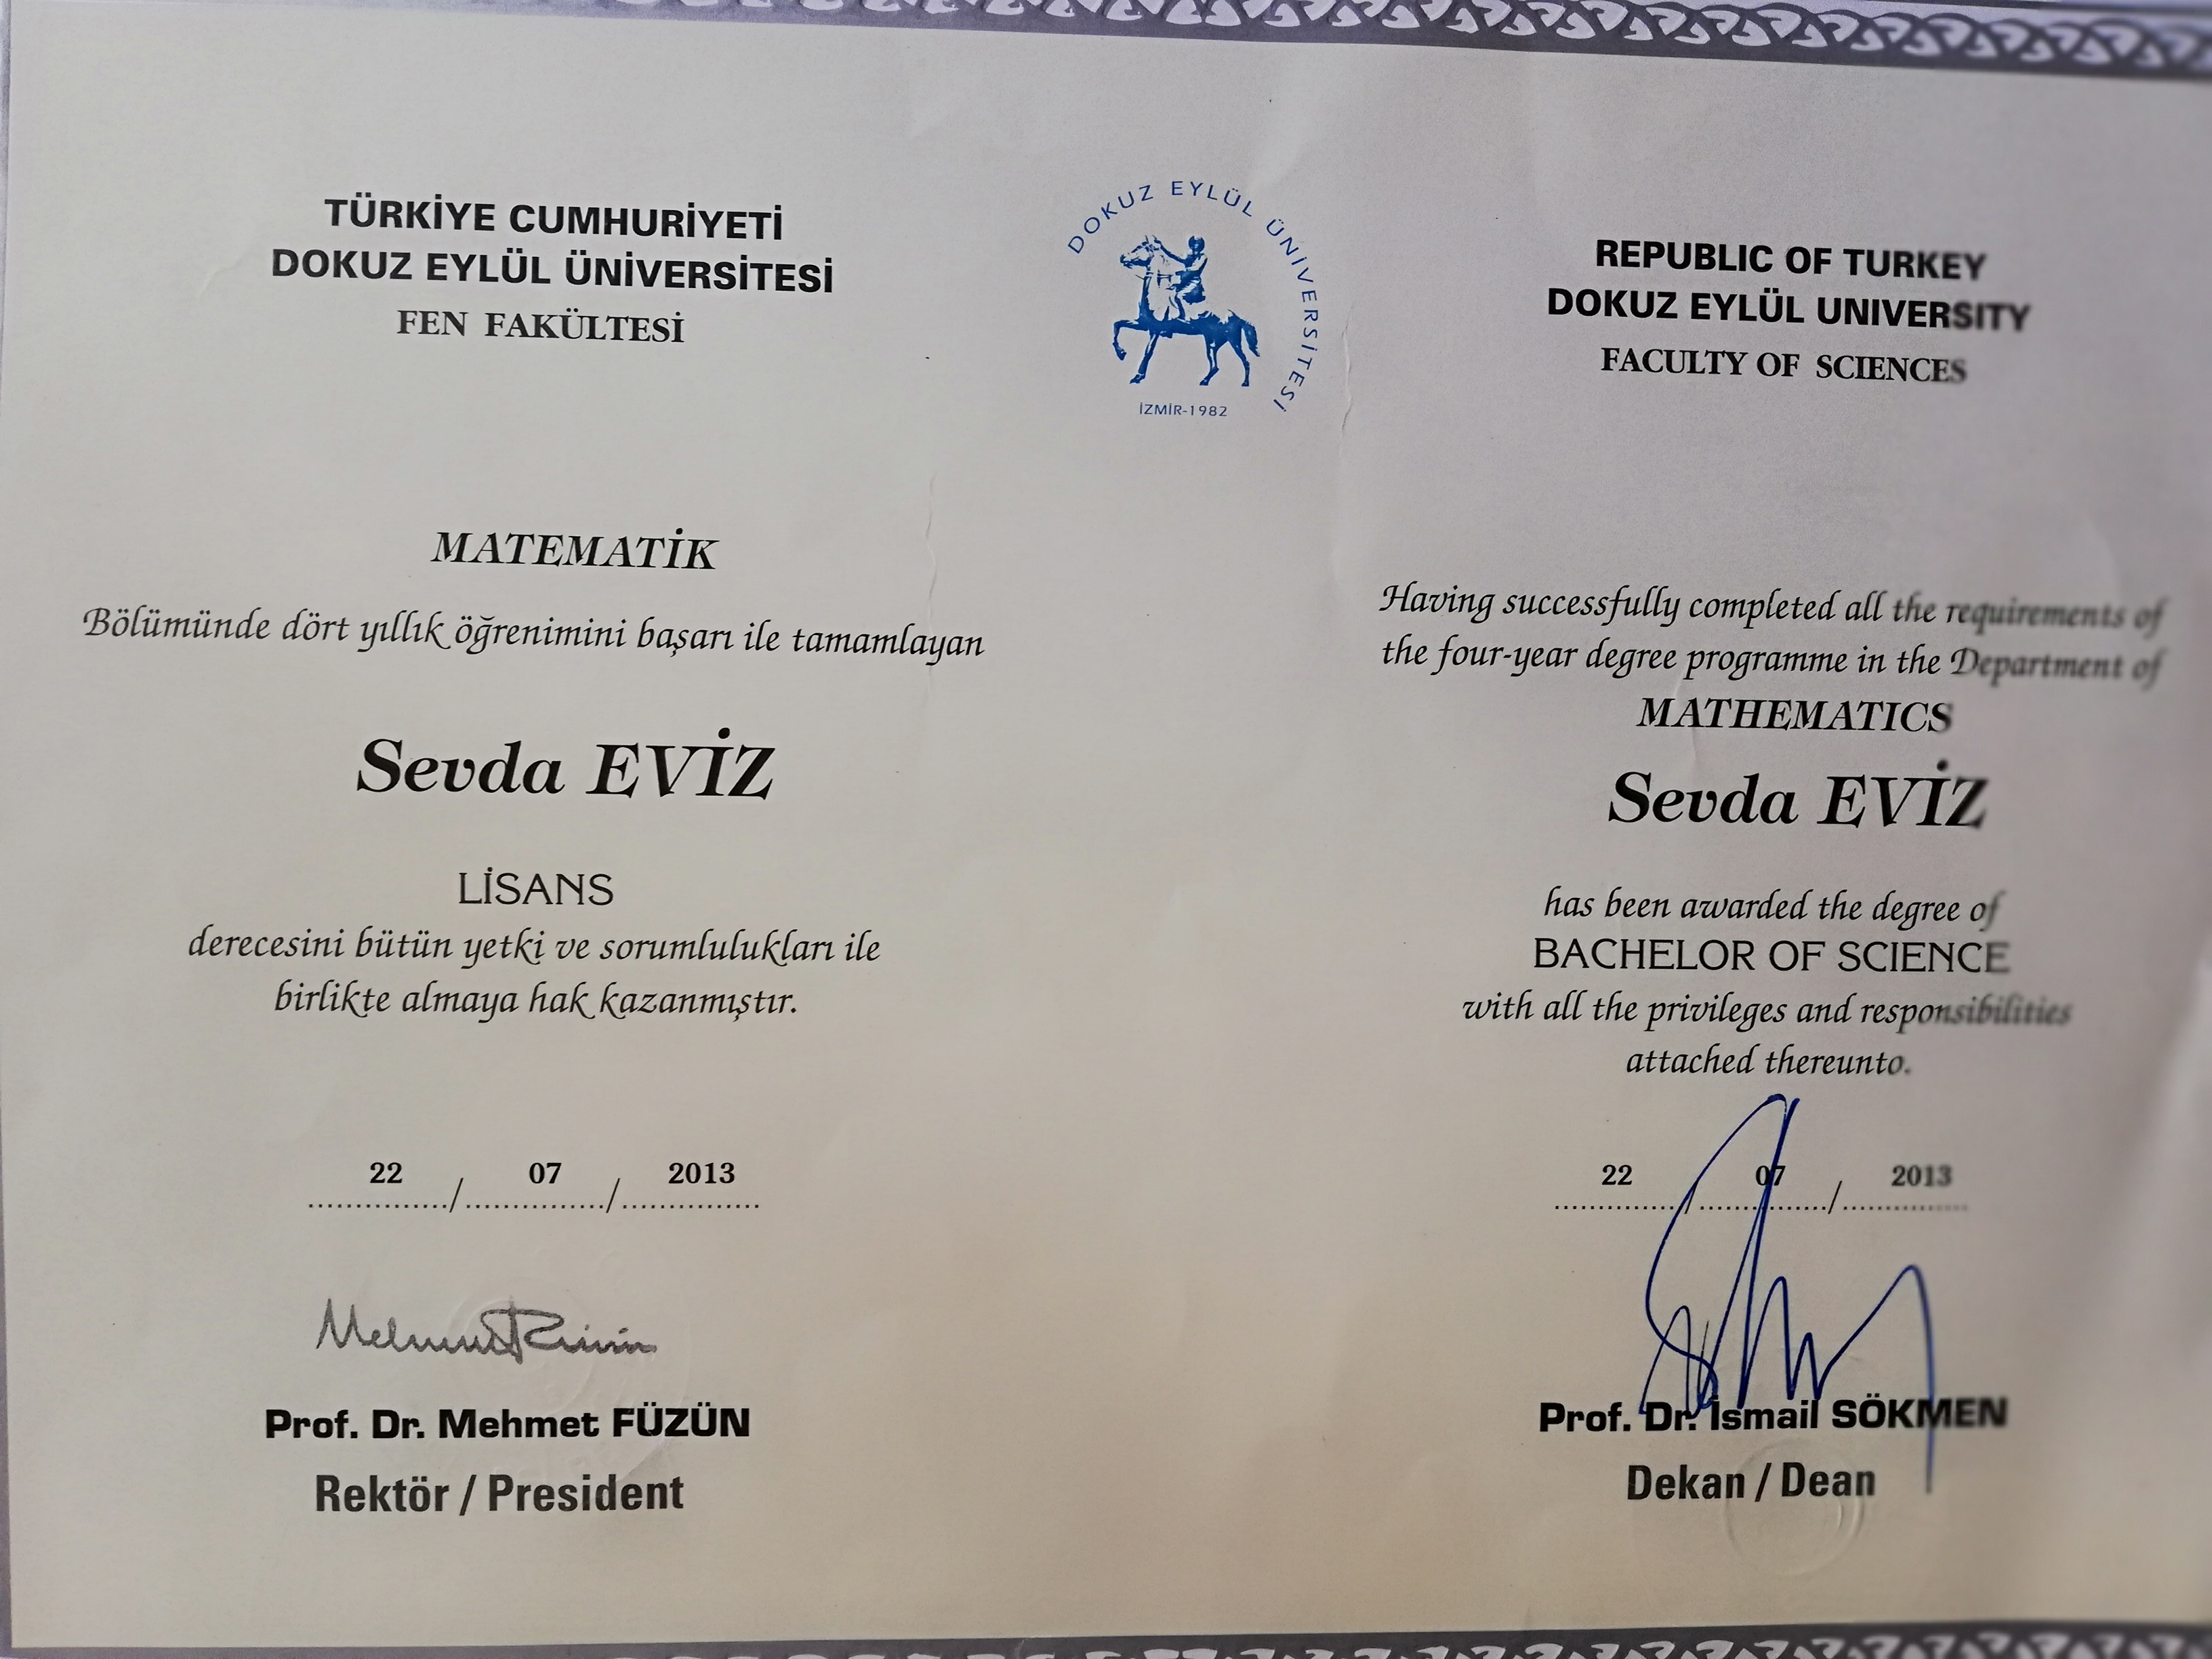 TÜRKİYE CUMHURİYETİ
DOKUZ EYLÜL ÜNİVERSİTESİ
FEN FAKÜLTESİ
MATEMATİK
Bölümünde dört yıllık öğrenimini başarı ile tamamlayan
Sevda EVİZ
LİSANS
derecesini bütün yetki ve sorumlulukları ile
birlikte almaya hak kazanmıştır.
22 / 07 / 2013
Prof. Dr. Mehmet FÜZÜN
Rektör / President
DOKUZ EYLÜL ÜNİVERSİTESİ
İZMİR-1982
REPUBLIC OF TURKEY
DOKUZ EYLÜL UNIVERSITY
FACULTY OF SCIENCES
Having successfully completed all the requirements of
the four-year degree programme in the Department of
MATHEMATICS
Sevda EVİZ
has been awarded the degree of
BACHELOR OF SCIENCE
with all the privileges and responsibilities
attached thereunto.
22 / 07 / 2013
Prof. Dr. İsmail SÖKMEN
Dekan / Dean